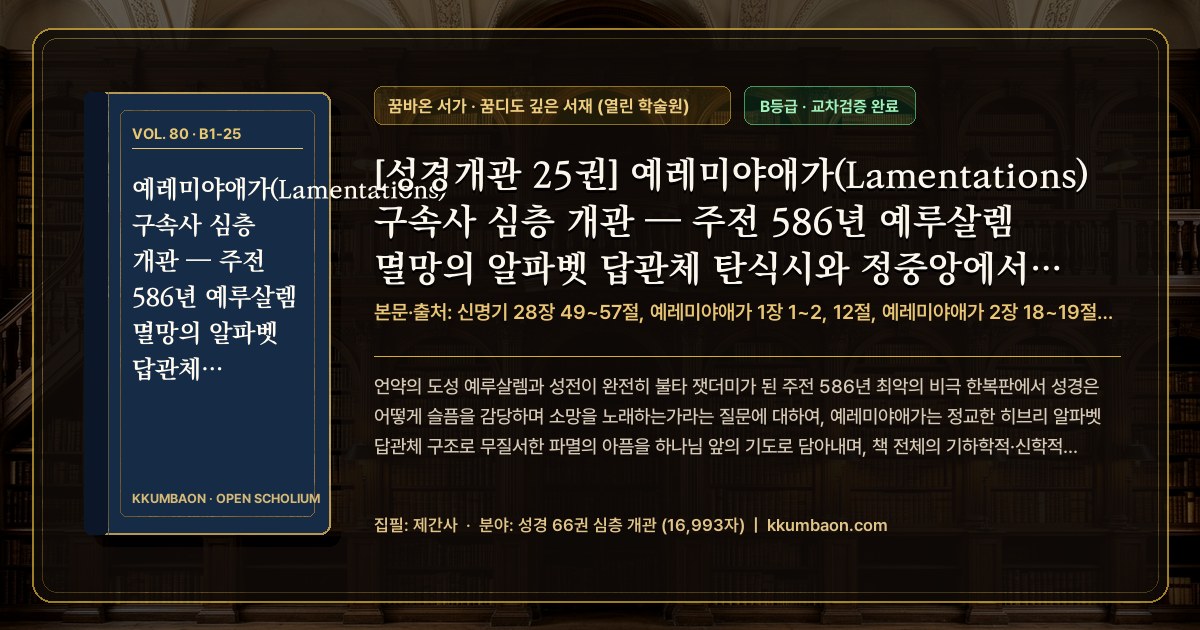 VOL. 80 · B1-25
예레미야애가(Lamentations)
구속사 심층
개관 — 주전
586년 예루살렘
멸망의 알파벳
답관체…
KKUMBAON · OPEN SCHOLIUM
꿈바온 서가 · 꿈디도 깊은 서재 (열린 학술원)
B등급 · 교차검증 완료
[성경개관 25권] 예레미야애가(Lamentations)
구속사 심층 개관 — 주전 586년 예루살렘
멸망의 알파벳 답관체 탄식시와 정중앙에서…
본문·출처: 신명기 28장 49~57절, 예레미야애가 1장 1~2, 12절, 예레미야애가 2장 18~19절...
언약의 도성 예루살렘과 성전이 완전히 불타 잿더미가 된 주전 586년 최악의 비극 한복판에서 성경은
어떻게 슬픔을 감당하며 소망을 노래하는가라는 질문에 대하여, 예레미야애가는 정교한 히브리 알파벳
답관체 구조로 무질서한 파멸의 아픔을 하나님 앞의 기도로 담아내며, 책 전체의 기하학적·신학적...
집필: 제간사 · 분야: 성경 66권 심층 개관 (16,993자) | kkumbaon.com